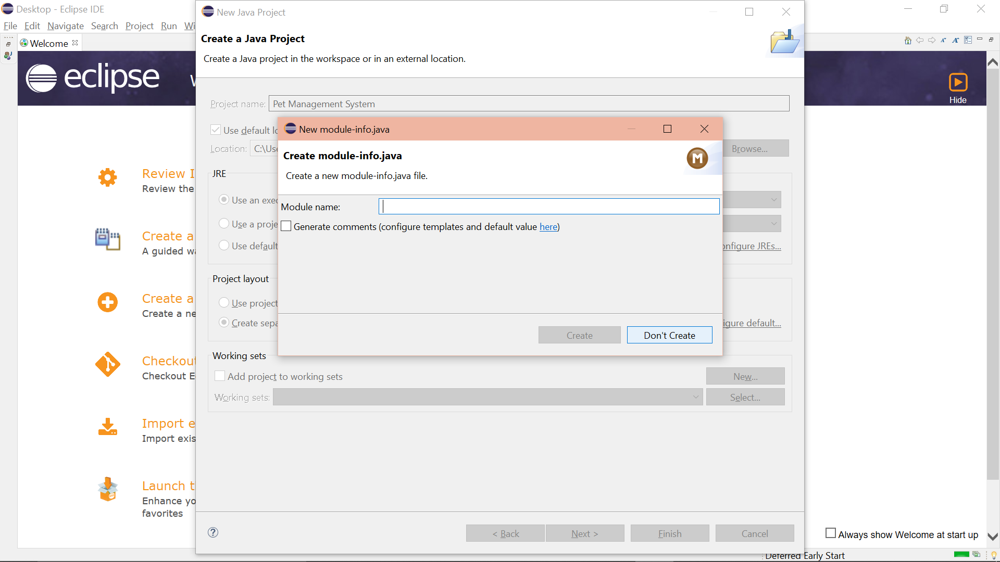 Desktop - Eclipse IDE
File Edit Navigate Search Project Run Wi
Welcome
eclipse
Hide
Review I
Review the
Create a
A guided wa
Create a
Create a ne
Checkout
Checkout E
Import e
Import exis
Launch t
Enhance yo
favorites
Always show Welcome at start up
Deferred Early Start
New Java Project
Create a Java Project
Create a Java project in the workspace or in an external location.
Project name: Pet Management System
Use default lo
Location: C:\Use
Browse...
JRE
Use an exec
Use a proje
Use default
onfigure JREs...
Project layout
Use project
Create sepa
igure default...
Working sets
Add project to working sets
New...
Working sets:
Select...
< Back
Next >
Finish
Cancel
New module-info.java
Create module-info.java
M
Create a new module-info.java file.
Module name:
Generate comments (configure templates and default value here)
Create
Don't Create